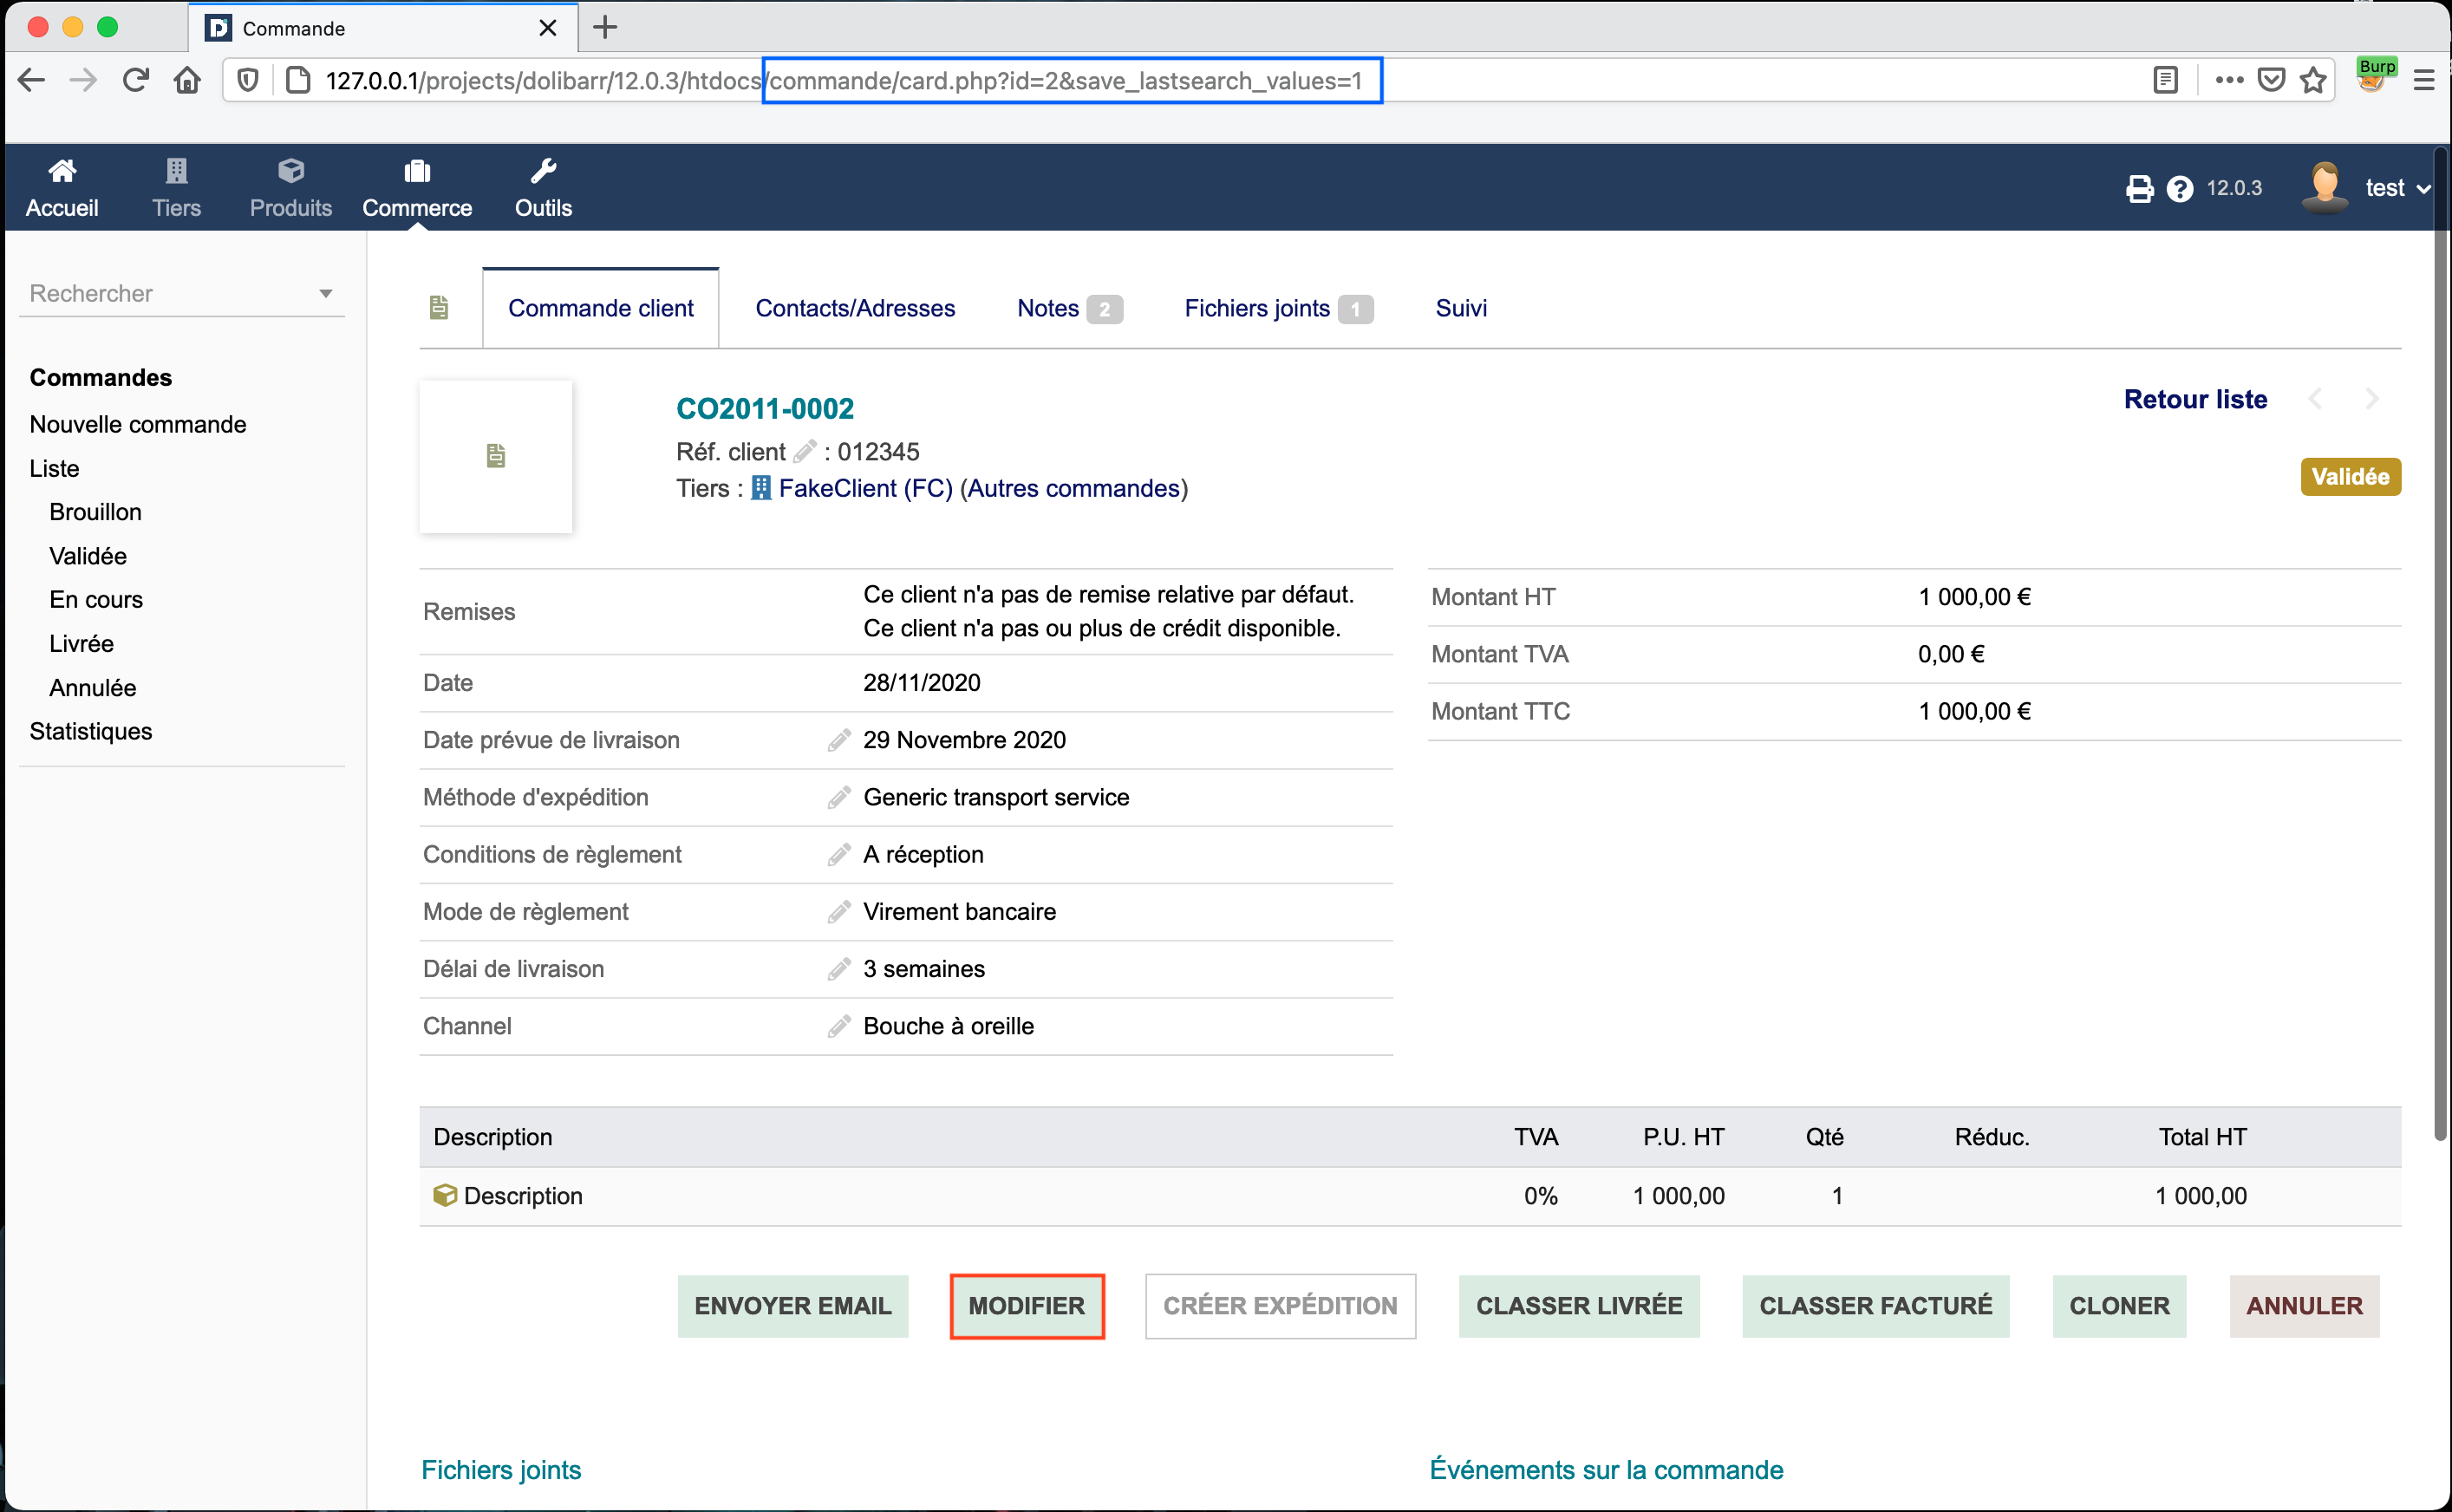 Commande
127.0.0.1/projects/dolibarr/12.0.3/htdocs/commande/card.php?id=2&save_lastsearch_values=1
Burp
Accueil
Tiers
Produits
Commerce
Outils
12.0.3
test
Rechercher
Commandes
Nouvelle commande
Liste
Brouillon
Validée
En cours
Livrée
Annulée
Statistiques
Commande client
Contacts/Adresses
Notes 2
Fichiers joints 1
Suivi
CO2011-0002
Réf. client : 012345
Tiers : FakeClient (FC) (Autres commandes)
Retour liste
Validée
Remises
Ce client n'a pas de remise relative par défaut.
Ce client n'a pas ou plus de crédit disponible.
Date 28/11/2020
Date prévue de livraison 29 Novembre 2020
Méthode d'expédition Generic transport service
Conditions de règlement A réception
Mode de règlement Virement bancaire
Délai de livraison 3 semaines
Channel Bouche à oreille
Montant HT 1 000,00 €
Montant TVA 0,00 €
Montant TTC 1 000,00 €
Description TVA P.U. HT Qté Réduc. Total HT
Description 0% 1 000,00 1 1 000,00
ENVOYER EMAIL
MODIFIER
CRÉER EXPÉDITION
CLASSER LIVRÉE
CLASSER FACTURÉ
CLONER
ANNULER
Fichiers joints
Événements sur la commande